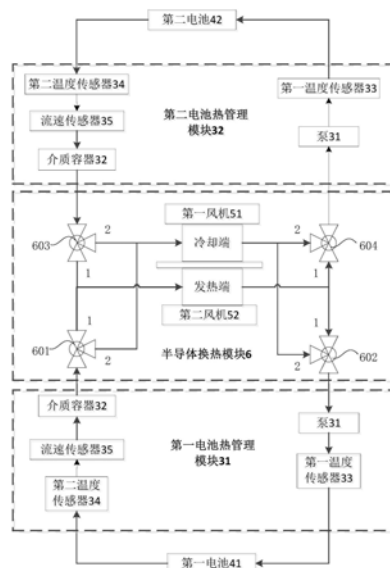 第二电池42
第二温度传感器34
第一温度传感器33
流速传感器35
第二电池热管理
模块32
介质容器32
泵31
第一风机51
603
2
冷却端
2
604
1
1
发热端
1
1
第二风机52
601
2
2
602
半导体换热模块6
介质容器32
泵31
流速传感器35
第一电池热管理
模块31
第一温度
传感器33
第二温度
传感器34
第一电池41